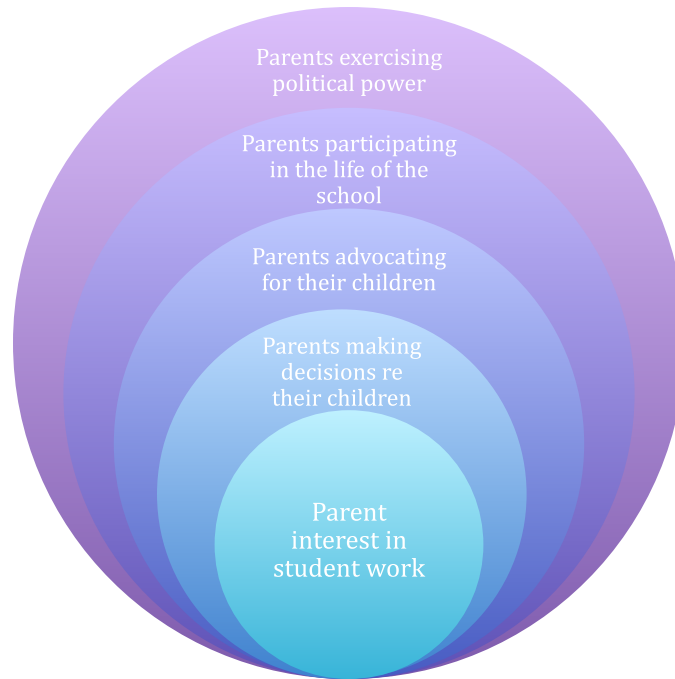 Parents exercising
political power
Parents participating
in the life of the
school
Parents advocating
for their children
Parents making
decisions re
their children
Parent
interest in
student work